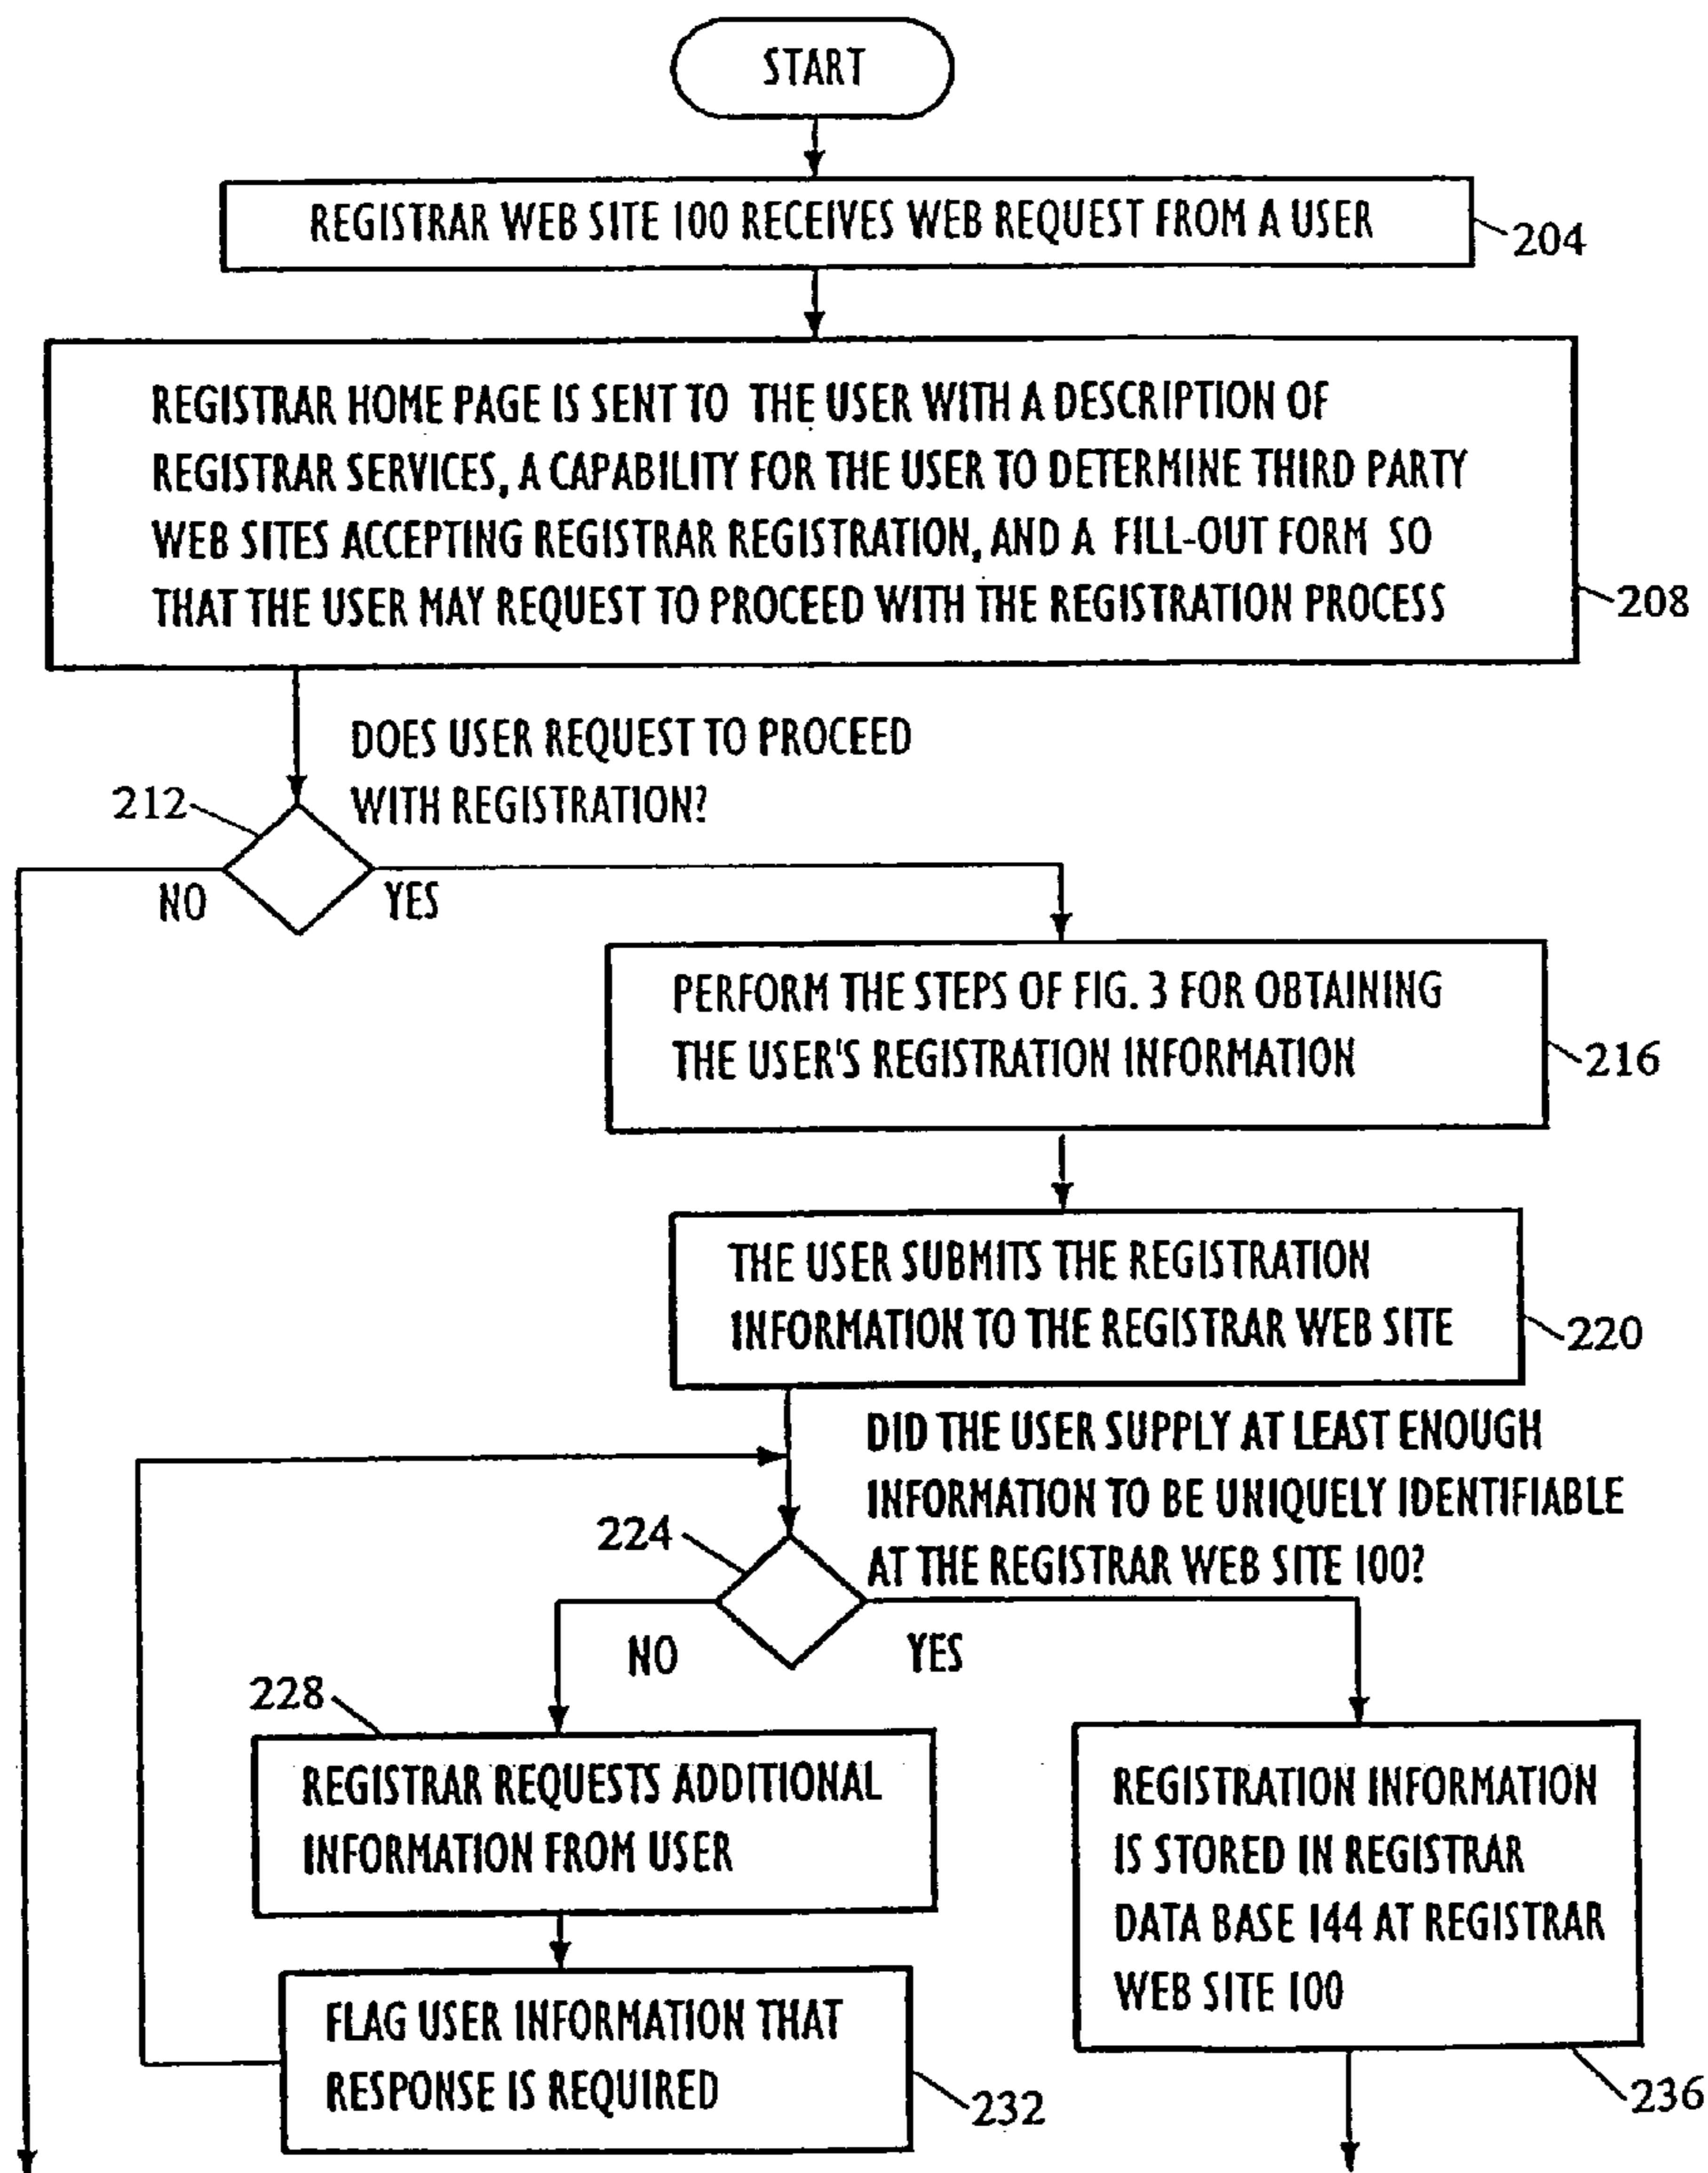 START
REGISTRAR WEB SITE 100 RECEIVES WEB REQUEST FROM A USER
204
REGISTRAR HOME PAGE IS SENT TO THE USER WITH A DESCRIPTION OF
REGISTRAR SERVICES, A CAPABILITY FOR THE USER TO DETERMINE THIRD PARTY
WEB SITES ACCEPTING REGISTRAR REGISTRATION, AND A FILL-OUT FORM SO
THAT THE USER MAY REQUEST TO PROCEED WITH THE REGISTRATION PROCESS
208
DOES USER REQUEST TO PROCEED
WITH REGISTRATION?
212
NO
YES
PERFORM THE STEPS OF FIG. 3 FOR OBTAINING
THE USER'S REGISTRATION INFORMATION
216
THE USER SUBMITS THE REGISTRATION
INFORMATION TO THE REGISTRAR WEB SITE
220
DID THE USER SUPPLY AT LEAST ENOUGH
INFORMATION TO BE UNIQUELY IDENTIFIABLE
AT THE REGISTRAR WEB SITE 100?
224
NO
YES
228
REGISTRAR REQUESTS ADDITIONAL
INFORMATION FROM USER
REGISTRATION INFORMATION
IS STORED IN REGISTRAR
DATA BASE 144 AT REGISTRAR
WEB SITE 100
236
FLAG USER INFORMATION THAT
RESPONSE IS REQUIRED
232